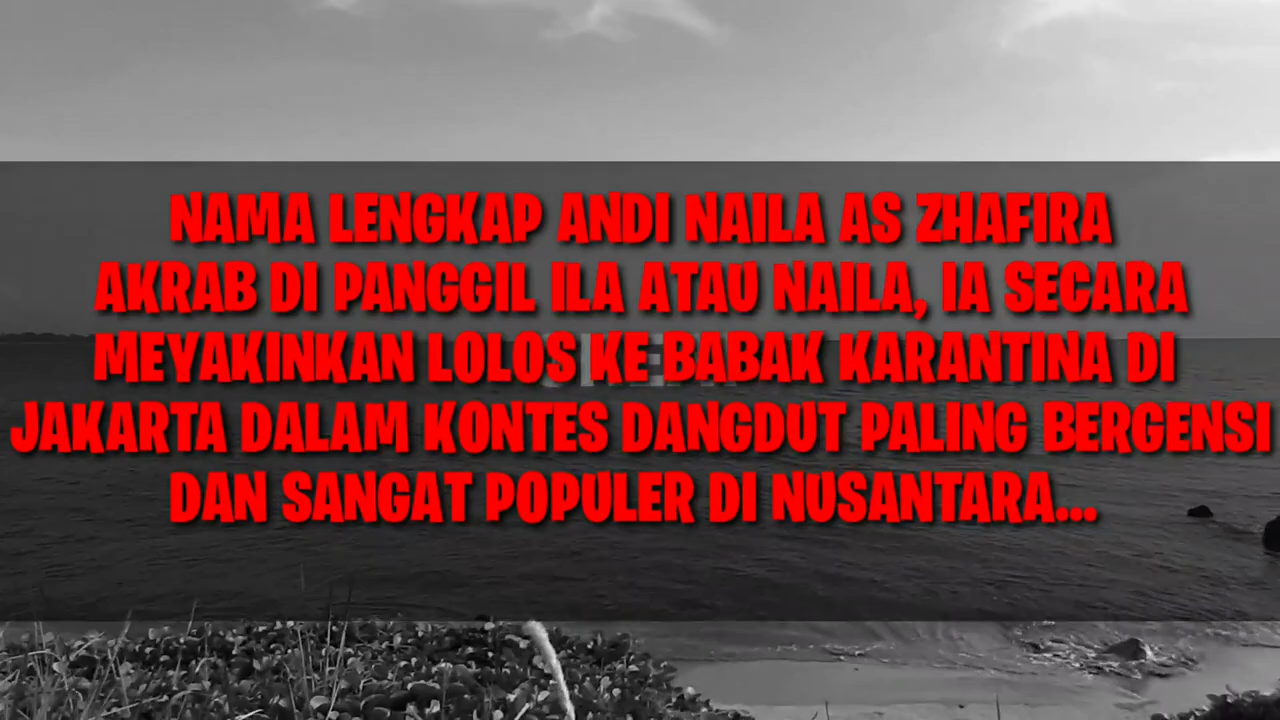 NAMA LENGKAP ANDI NAILA AS ZHAFIRA
AKRAB DI PANGGIL ILA ATAU NAILA, IA SECARA
MEYAKINKAN LOLOS KE BABAK KARANTINA DI
JAKARTA DALAM KONTES DANGDUT PALING BERGENSI
DAN SANGAT POPULER DI NUSANTARA...